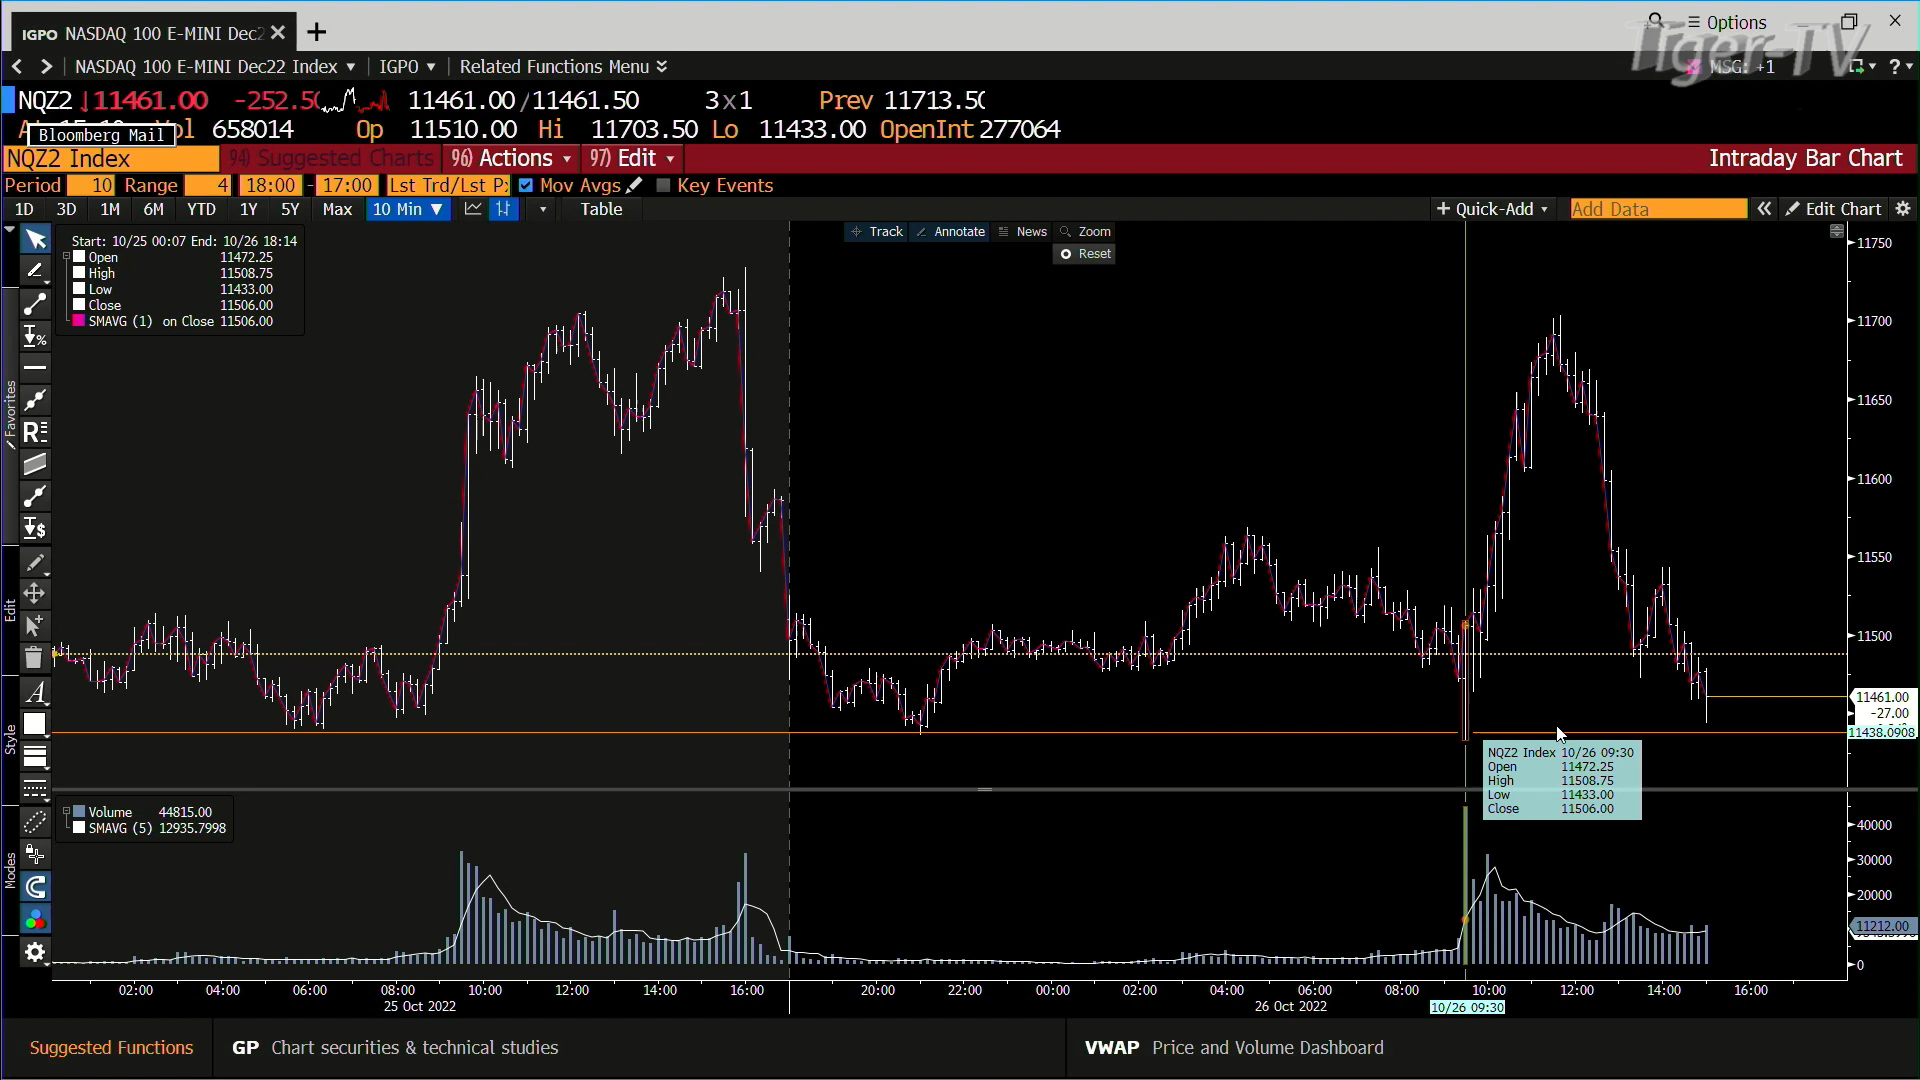 IGPO NASDAQ 100 E-MINI Dec2
Options
Tiger-TV
NASDAQ 100 E-MINI Dec22 Index IGPO Related Functions Menu
MSG: +1 ?
NQZ2 ↓11461.00 -252.50 11461.00/11461.50 3x1 Prev 11713.50
Vol 658014 Op 11510.00 Hi 11703.50 Lo 11433.00 OpenInt 277064
Bloomberg Mail
NQZ2 Index 94) Suggested Charts 96) Actions 97) Edit Intraday Bar Chart
Period 10 Range 4 18:00 - 17:00 Lst Trd/Lst P Mov Avgs Key Events
1D 3D 1M 6M YTD 1Y 5Y Max 10 Min ▼ Table + Quick-Add Add Data « Edit Chart
Track Annotate News Zoom
Reset
Start: 10/25 00:07 End: 10/26 18:14
Open 11472.25
High 11508.75
Low 11433.00
Close 11506.00
SMAVG (1) on Close 11506.00
Favorites
Edit
Style
Modes
11750
11700
11650
11600
11550
11500
11461.00
-27.00
11438.0908
NQZ2 Index 10/26 09:30
Open 11472.25
High 11508.75
Low 11433.00
Close 11506.00
Volume 44815.00
SMAVG (5) 12935.7998
40000
30000
20000
11212.00
0
02:00 04:00 06:00 08:00 10:00 12:00 14:00 16:00 20:00 22:00 00:00 02:00 04:00 06:00 08:00 10:00 12:00 14:00 16:00
25 Oct 2022 26 Oct 2022 10/26 09:30
Suggested Functions GP Chart securities & technical studies VWAP Price and Volume Dashboard